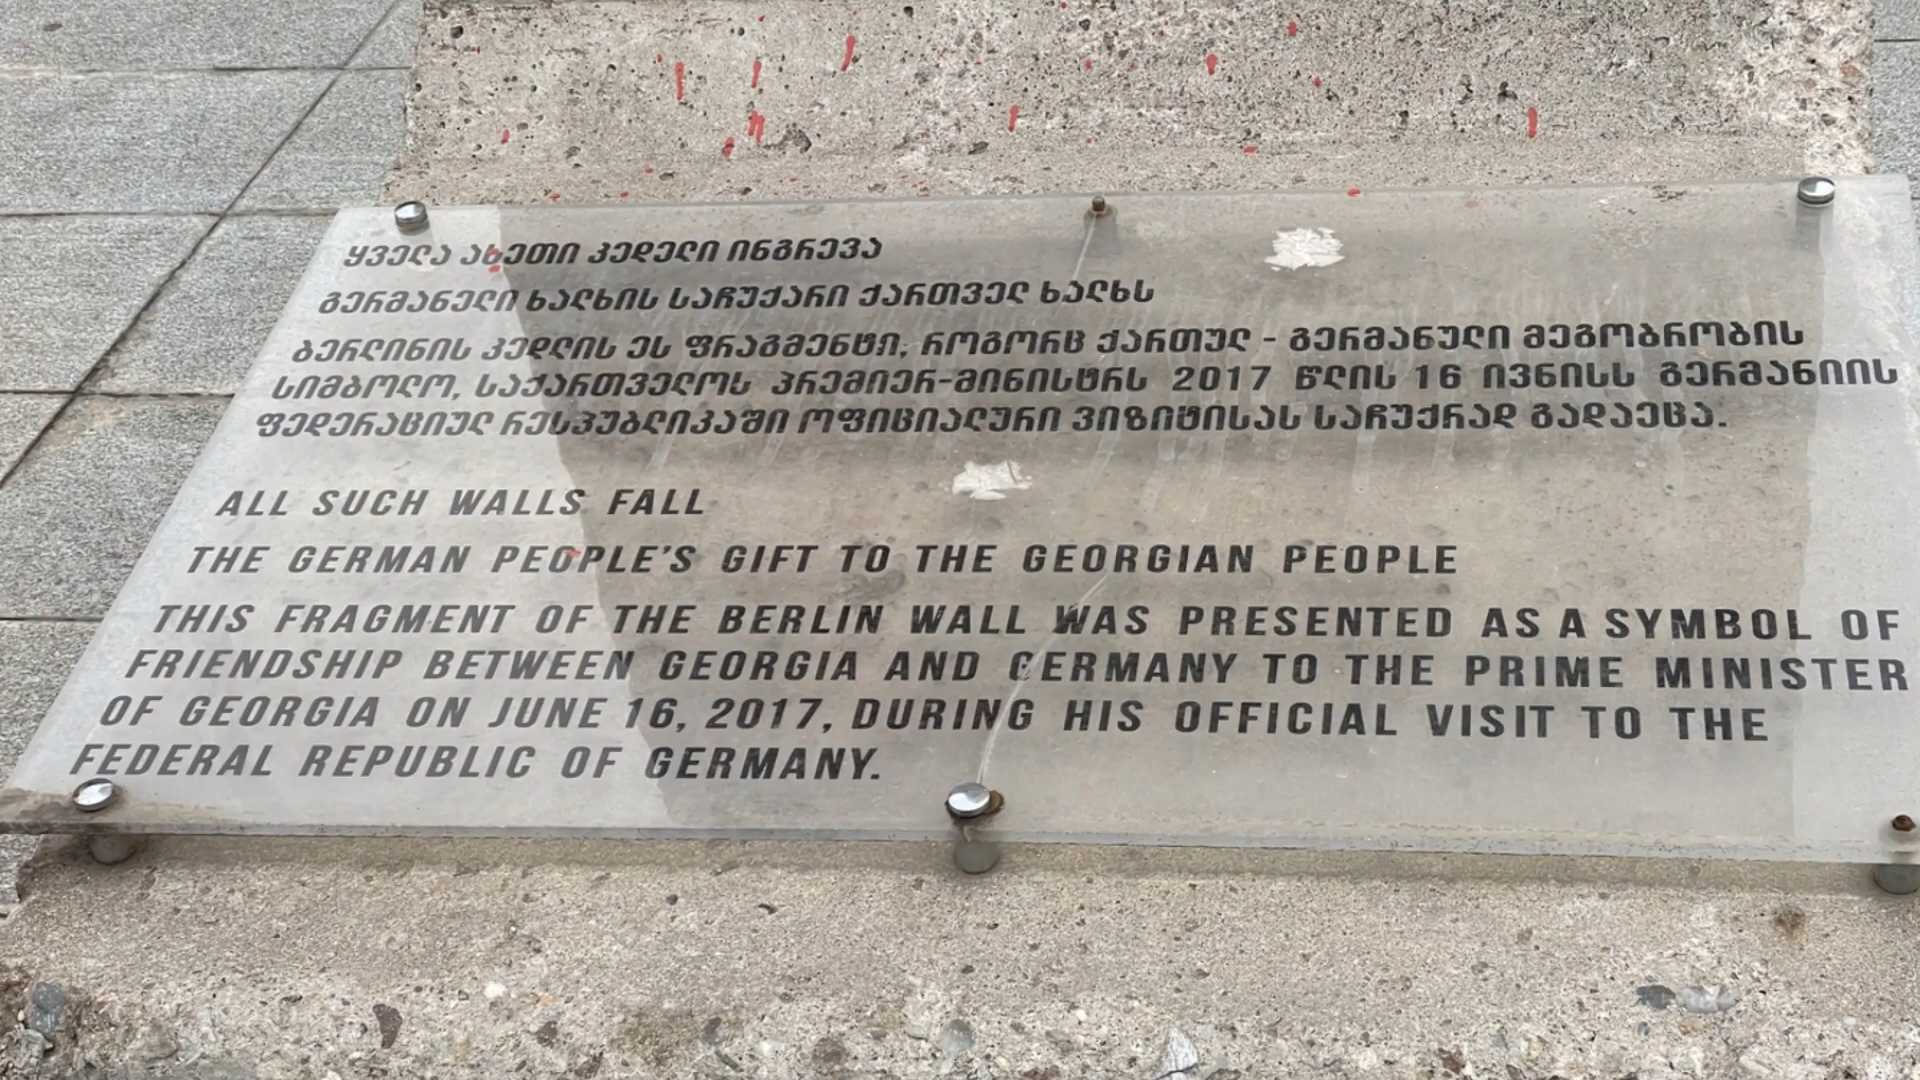 ყველა ასეთი კედელი ინგრევა
გერმანელი ხალხის საჩუქარი ქართველ ხალხს
ბერლინის კედლის ეს ფრაგმენტი, როგორც ქართულ - გერმანული მეგობრობის
სიმბოლო, საქართველოს პრემიერ-მინისტრს 2017 წლის 16 ივნისს გერმანიის
ფედერაციულ რესპუბლიკაში ოფიციალური ვიზიტისას საჩუქრად გადაეცა.
ALL SUCH WALLS FALL
THE GERMAN PEOPLE'S GIFT TO THE GEORGIAN PEOPLE
THIS FRAGMENT OF THE BERLIN WALL WAS PRESENTED AS A SYMBOL OF
FRIENDSHIP BETWEEN GEORGIA AND GERMANY TO THE PRIME MINISTER
OF GEORGIA ON JUNE 16, 2017, DURING HIS OFFICIAL VISIT TO THE
FEDERAL REPUBLIC OF GERMANY.